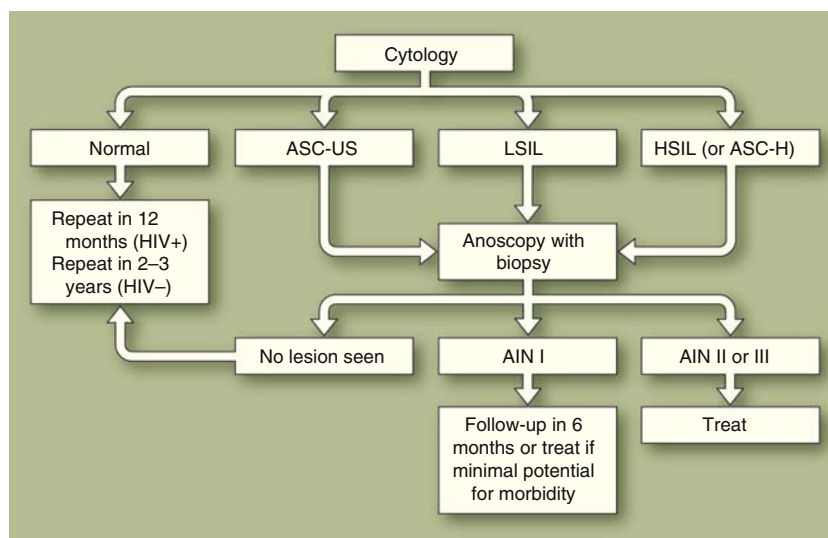 Cytology
Normal
ASC-US
LSIL
HSIL (or ASC-H)
Repeat in 12
months (HIV+)
Repeat in 2–3
years (HIV–)
Anoscopy with
biopsy
No lesion seen
AIN I
AIN II or III
Follow-up in 6
months or treat if
minimal potential
for morbidity
Treat